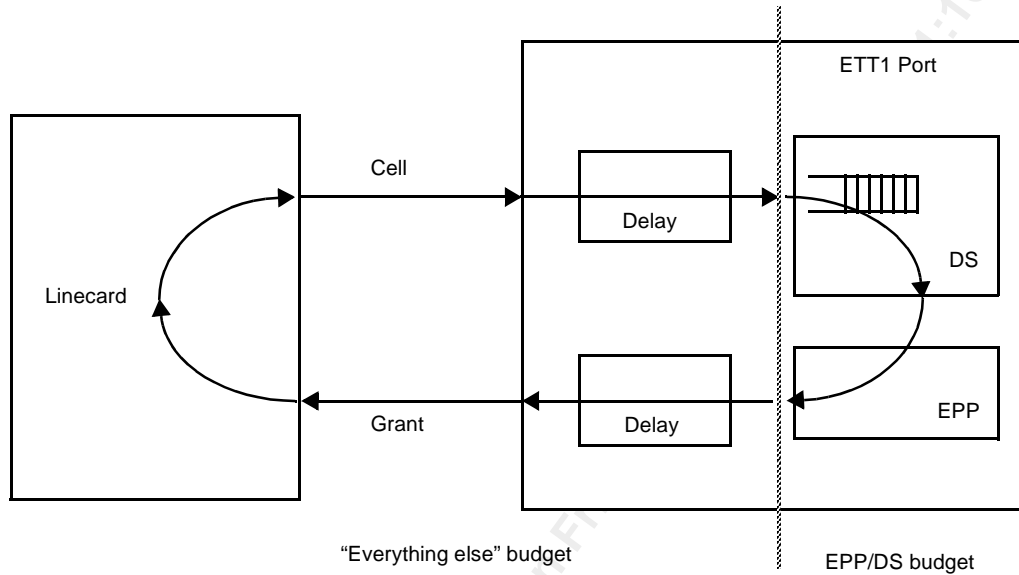 ETT1 Port
Cell
Delay
DS
Linecard
Grant
Delay
EPP
“Everything else” budget
EPP/DS budget